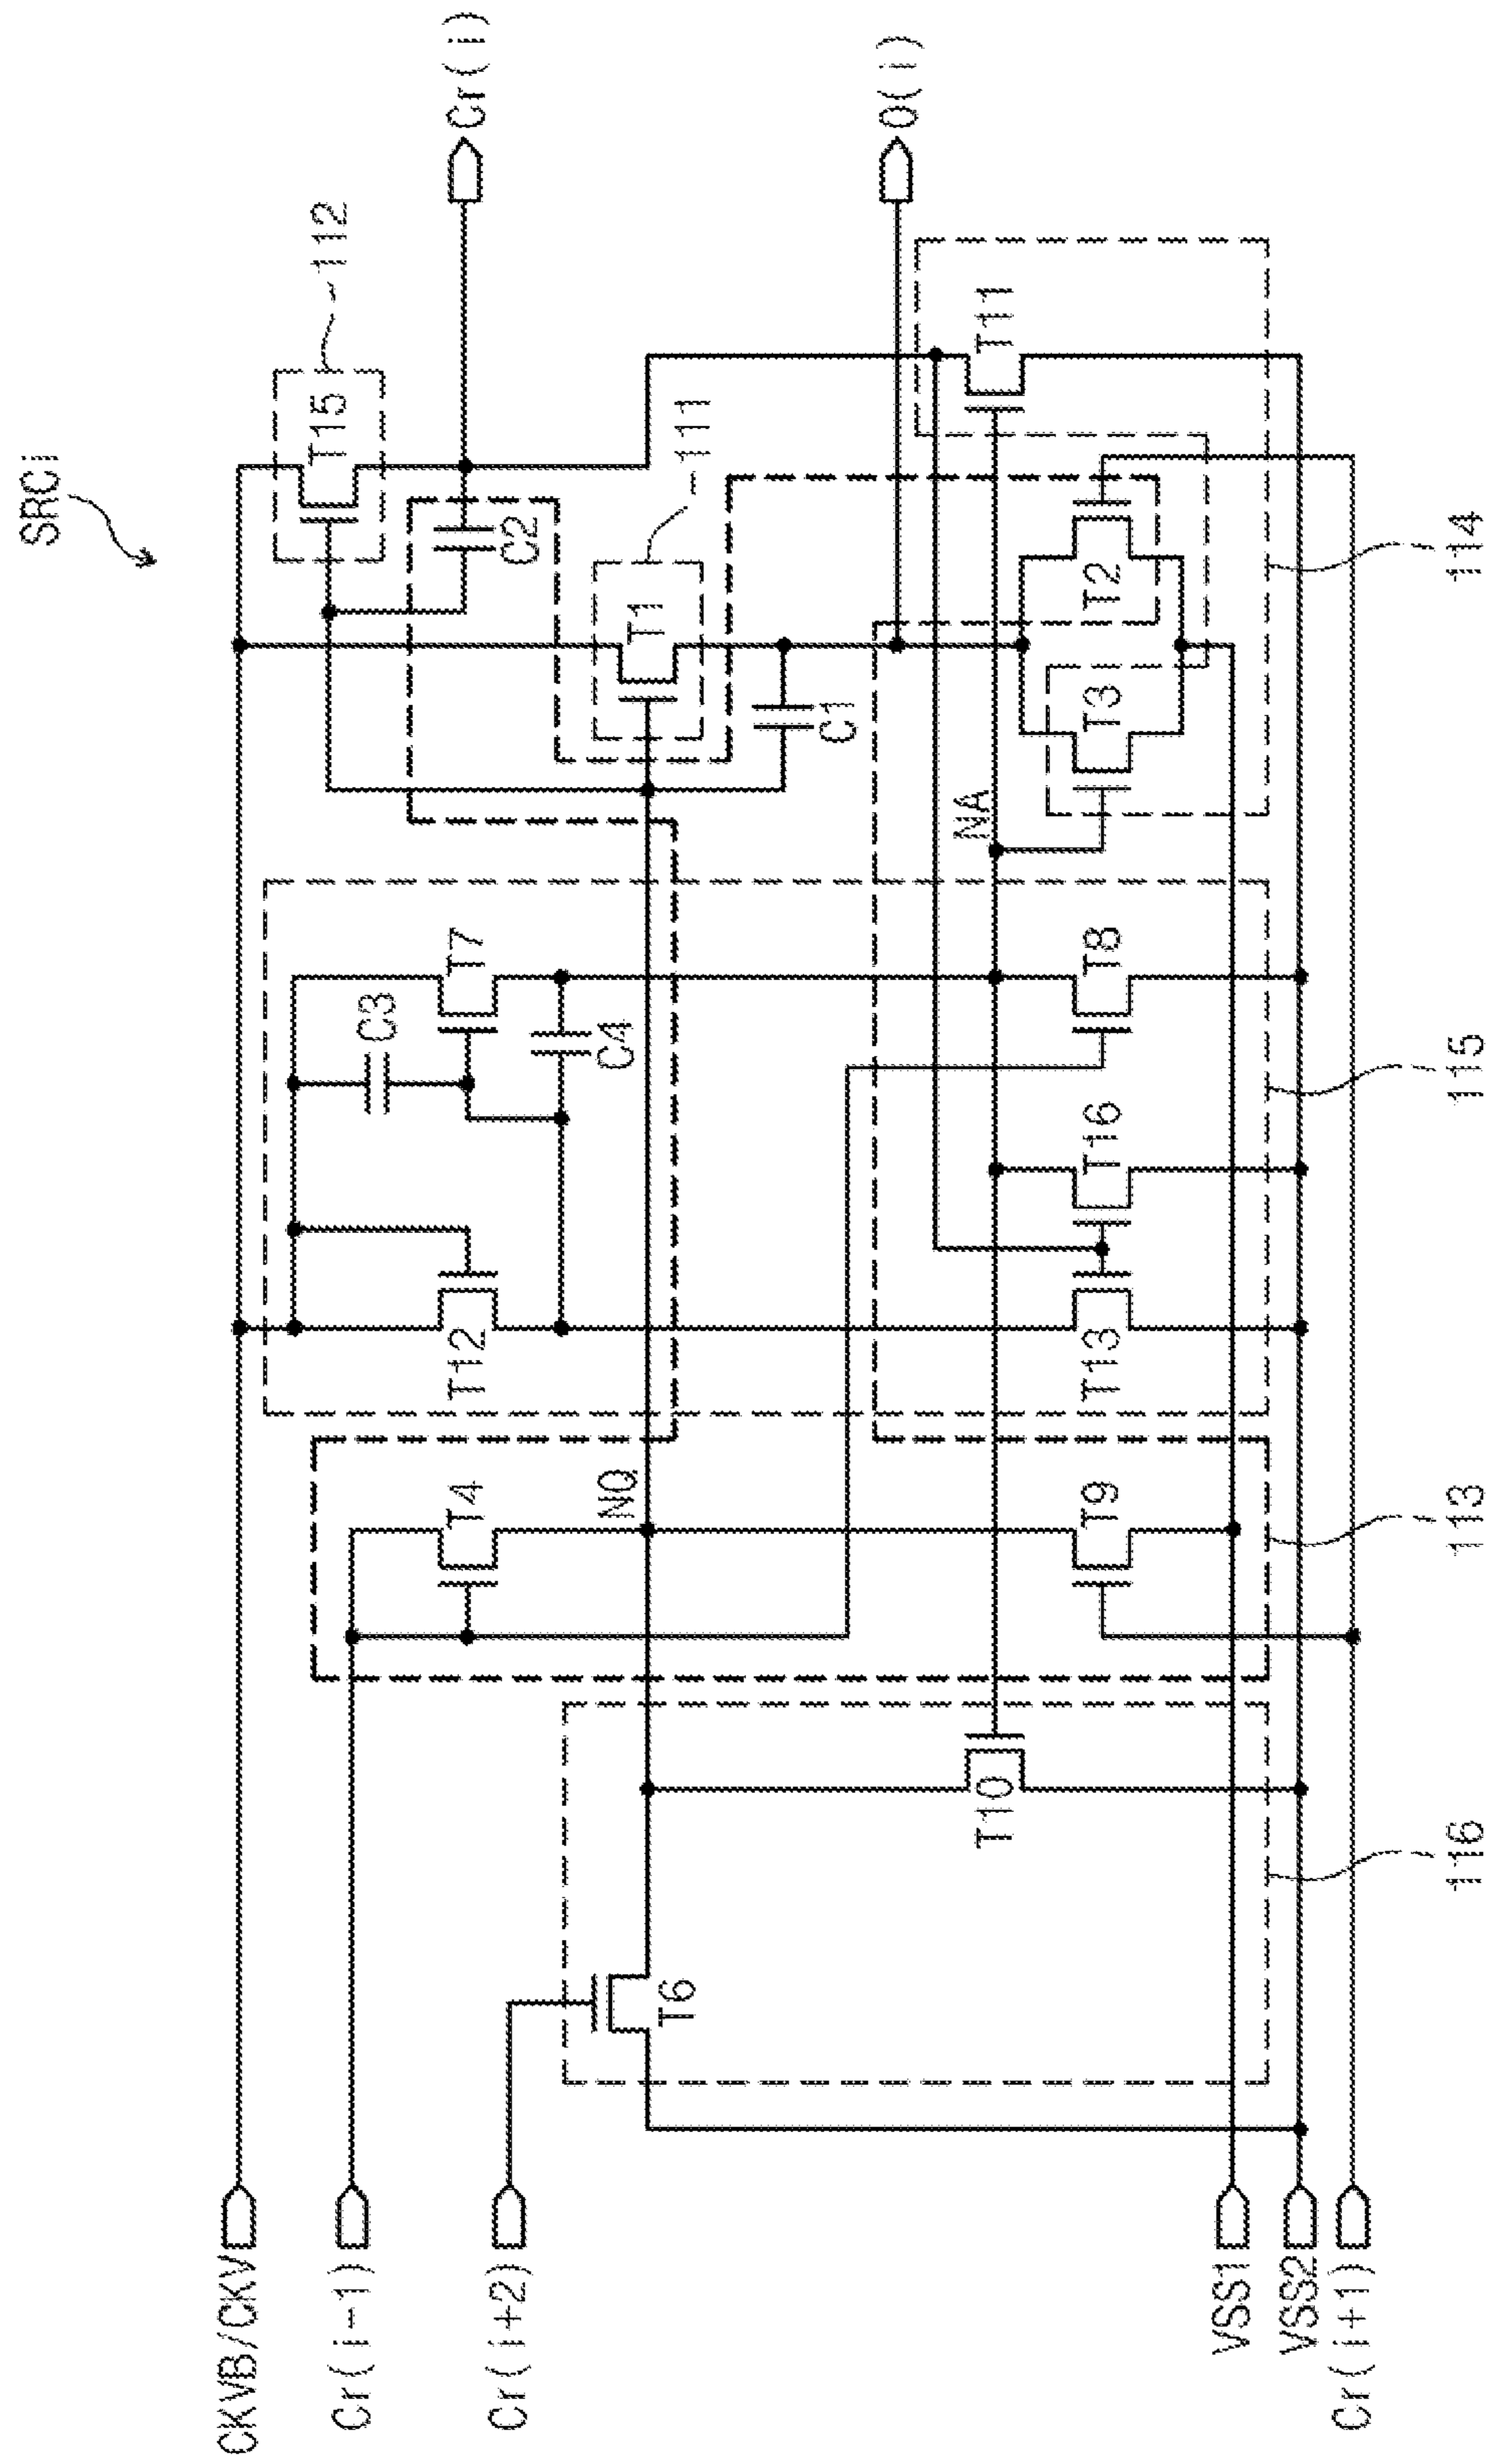 SRCi
CKVB/CKV
Cr(i-1)
Cr(i+2)
VSS1
VSS2
Cr(i+1)
Cr(i)
O(i)
112
T15
C2
111
T1
C1
T11
T2
T3
114
NA
T7
C3
C4
T8
T16
T12
T13
115
T4
NQ
T9
113
T10
T6
116